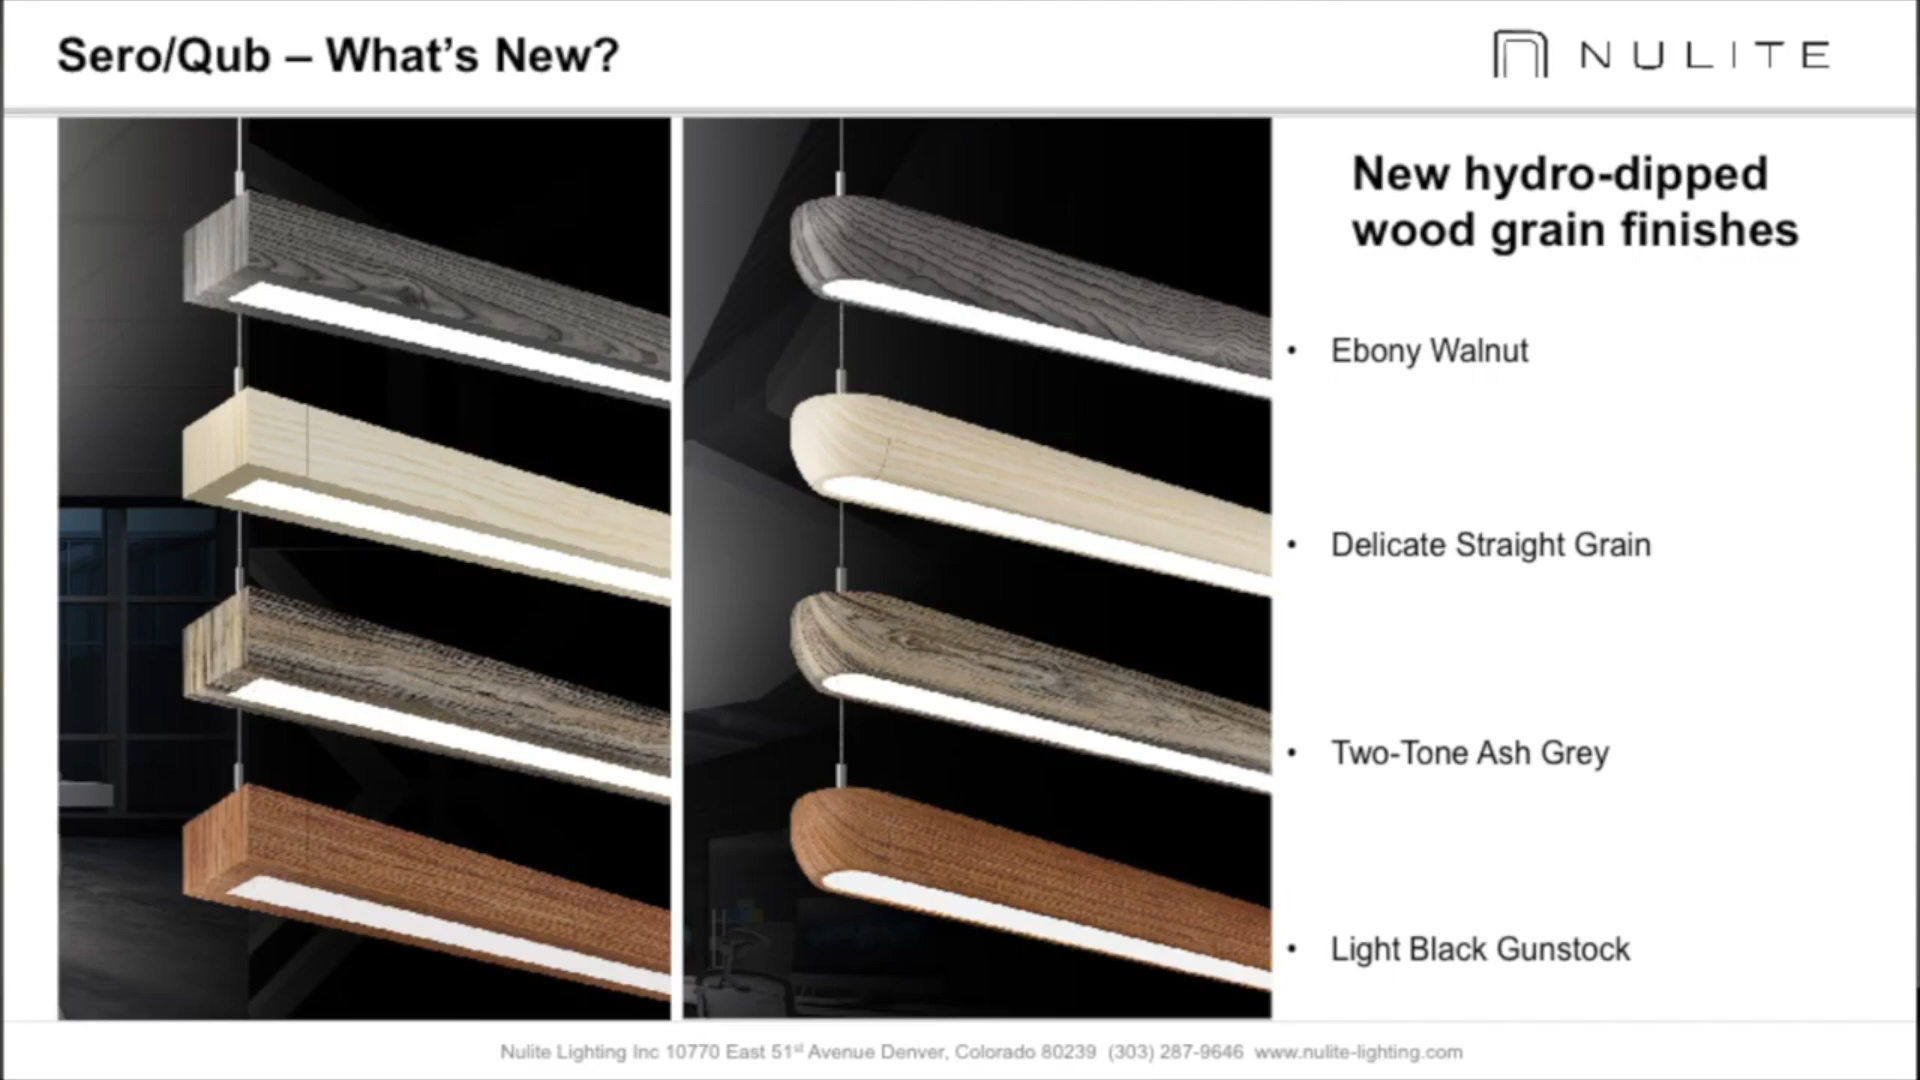 Sero/Qub – What's New?
NULITE
New hydro-dipped
wood grain finishes
• Ebony Walnut
• Delicate Straight Grain
• Two-Tone Ash Grey
• Light Black Gunstock
Nulite Lighting Inc 10770 East 51st Avenue Denver, Colorado 80239 (303) 287-9646 www.nulite-lighting.com